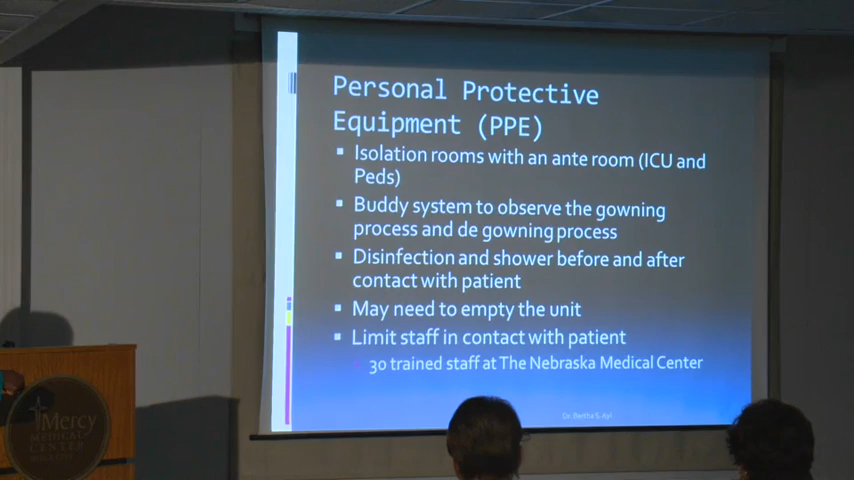 Personal Protective
Equipment (PPE)
▪ Isolation rooms with an ante room (ICU and
Peds)
▪ Buddy system to observe the gowning
process and de gowning process
▪ Disinfection and shower before and after
contact with patient
▪ May need to empty the unit
▪ Limit staff in contact with patient
30 trained staff at The Nebraska Medical Center
Dr. Bertha S. Ayi
Mercy
MEDICAL
CENTER